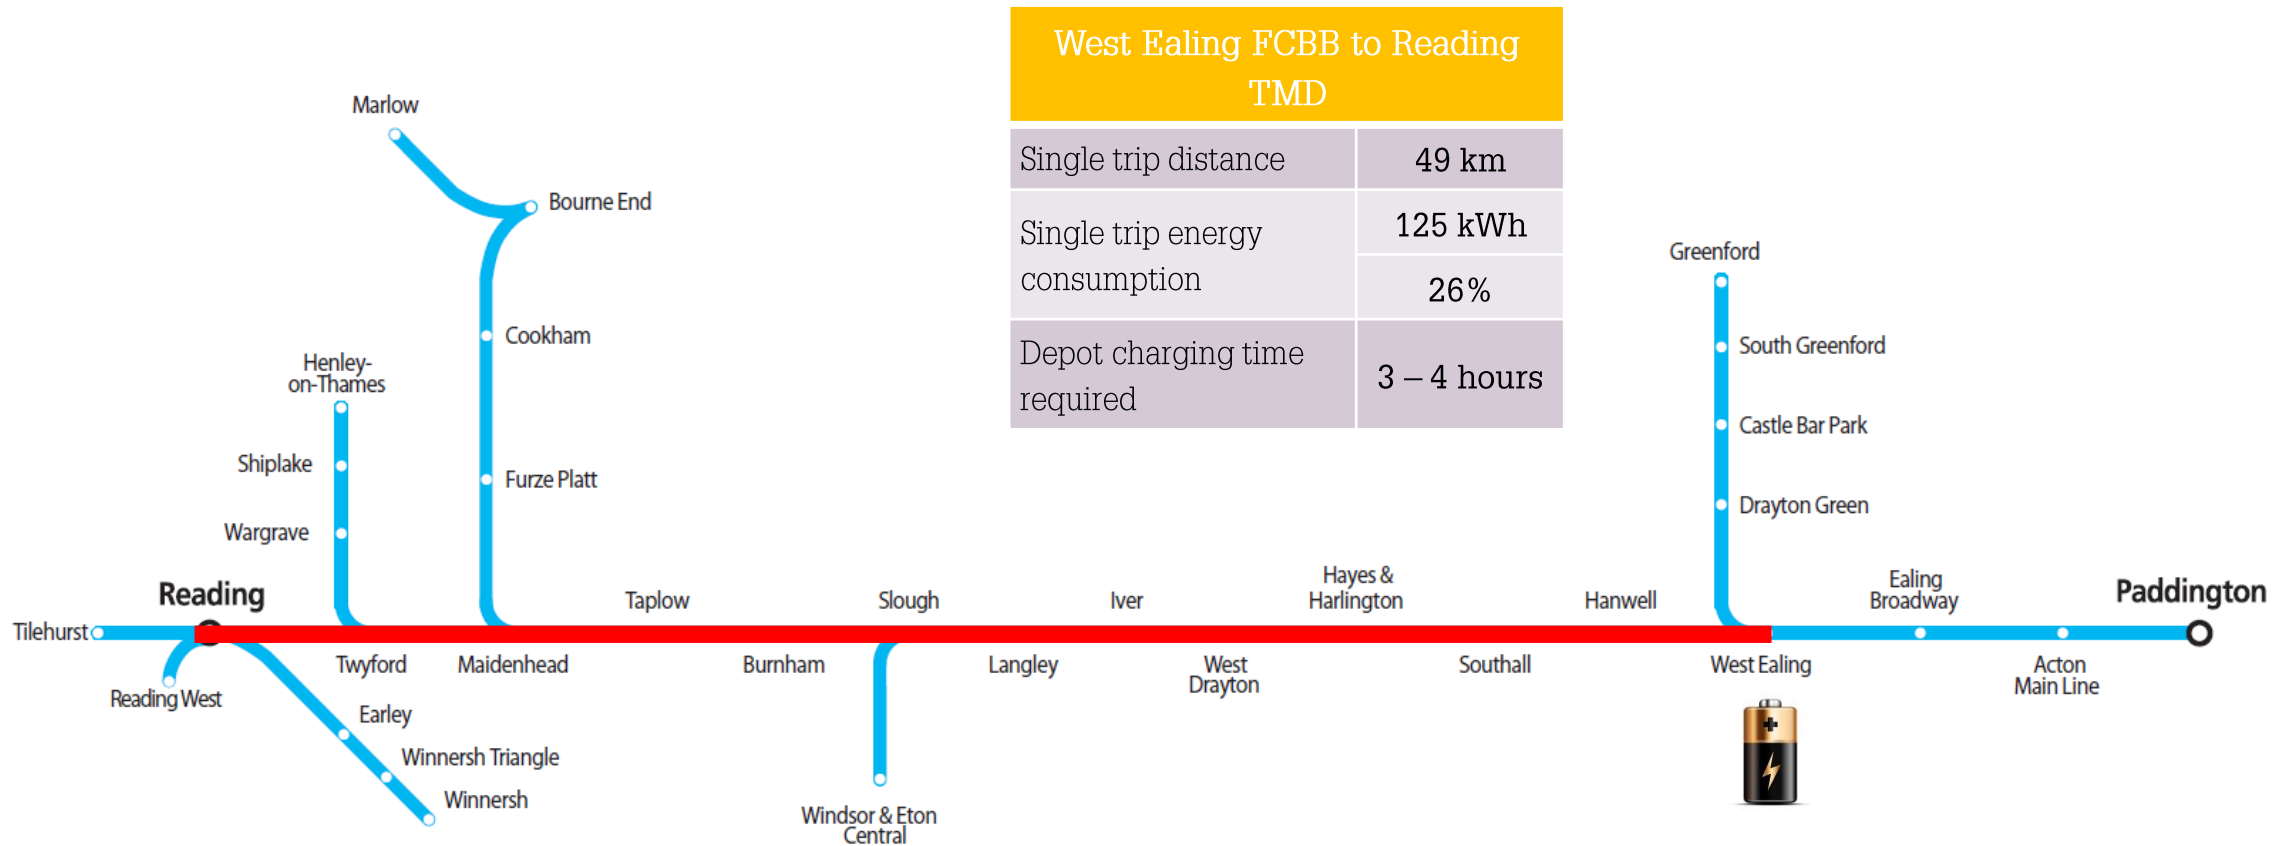 West Ealing FCBB to Reading
TMD
Single trip distance
49 km
Single trip energy
consumption
125 kWh
26%
Depot charging time
required
3 – 4 hours
Marlow
Bourne End
Cookham
Furze Platt
Henley-
on-Thames
Shiplake
Wargrave
Greenford
South Greenford
Castle Bar Park
Drayton Green
Reading
Taplow
Slough
Iver
Hayes &
Harlington
Hanwell
Ealing
Broadway
Paddington
Tilehurst
Twyford
Maidenhead
Burnham
Langley
West
Drayton
Southall
West Ealing
Acton
Main Line
Reading West
Earley
Winnersh Triangle
Winnersh
Windsor & Eton
Central